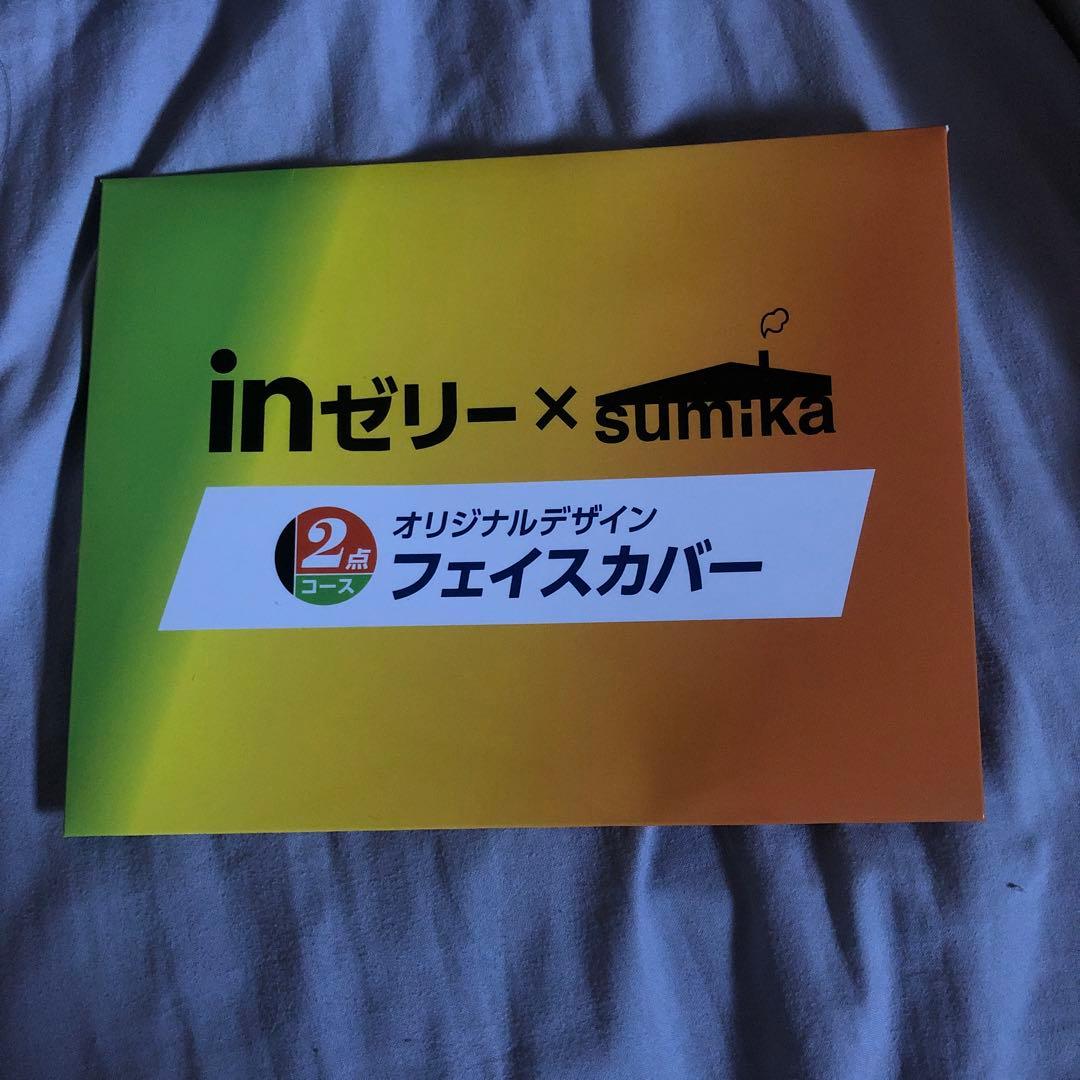 inゼリー×sumika
2点コース
オリジナルデザイン
フェイスカバー